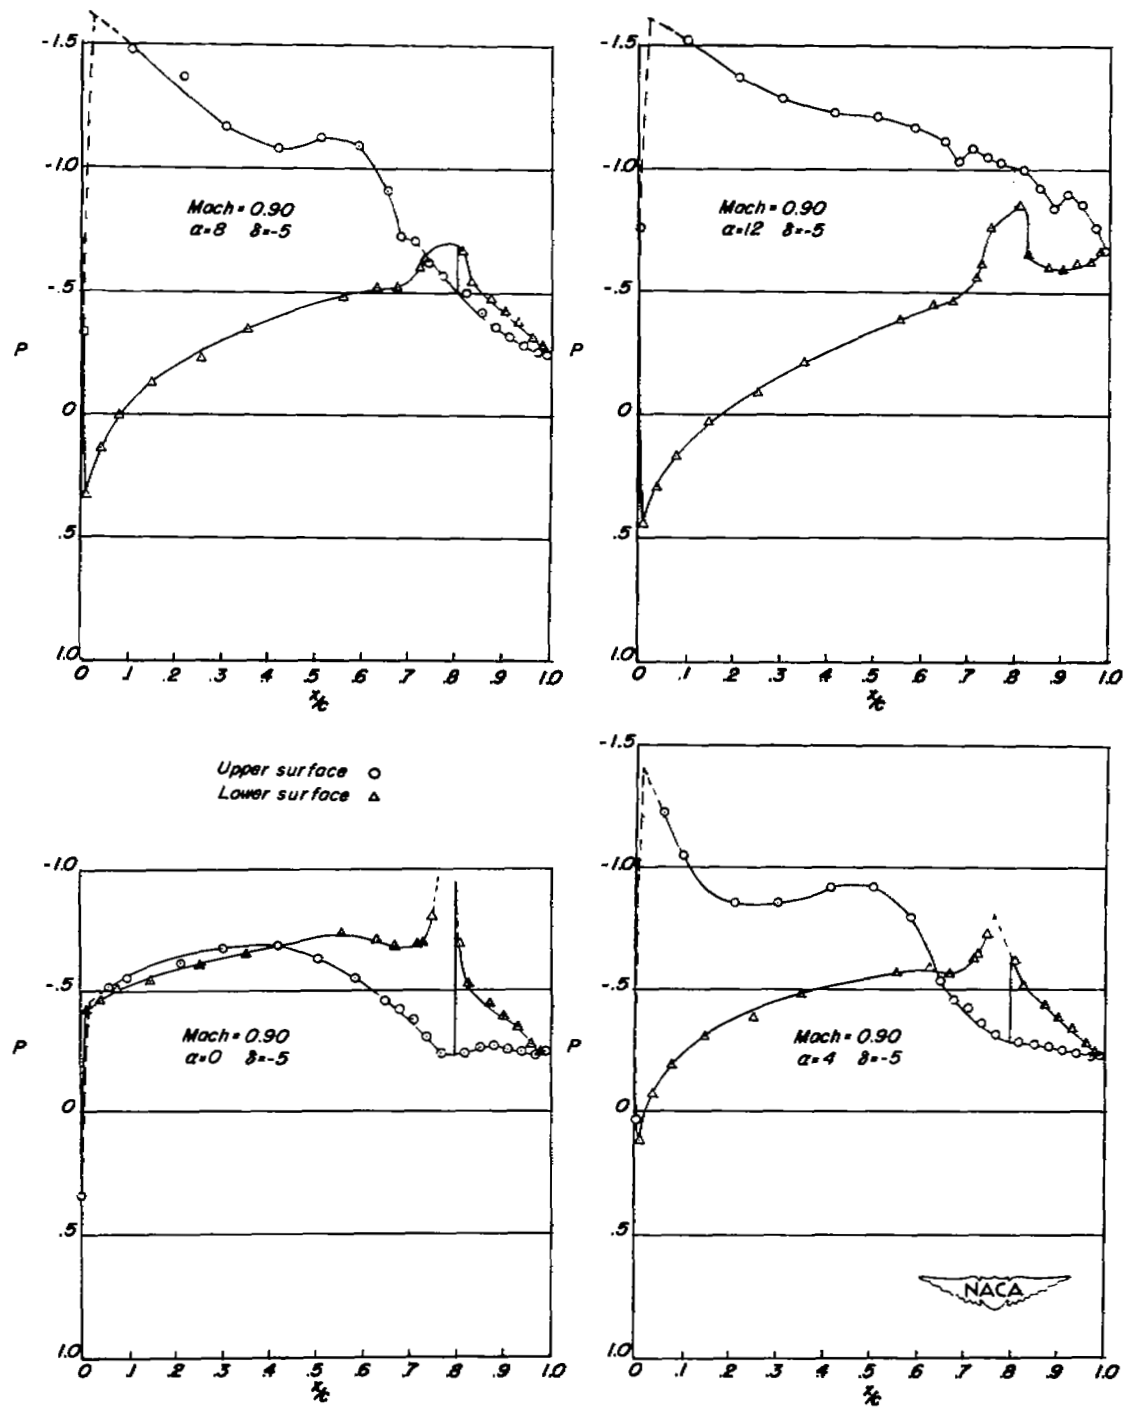 -1.5
-1.0
-.5
0
.5
1.0
P
Mach = 0.90
α=8 δ=-5
0 .1 .2 .3 .4 .5 .6 .7 .8 .9 1.0
x/c
-1.5
-1.0
-.5
0
.5
1.0
P
Mach = 0.90
α=12 δ=-5
0 .1 .2 .3 .4 .5 .6 .7 .8 .9 1.0
x/c
Upper surface
Lower surface
-1.0
-.5
0
.5
1.0
P
Mach = 0.90
α=0 δ=-5
0 .1 .2 .3 .4 .5 .6 .7 .8 .9 1.0
x/c
-1.5
-1.0
-.5
0
.5
1.0
P
Mach = 0.90
α=4 δ=-5
NACA
0 .1 .2 .3 .4 .5 .6 .7 .8 .9 1.0
x/c